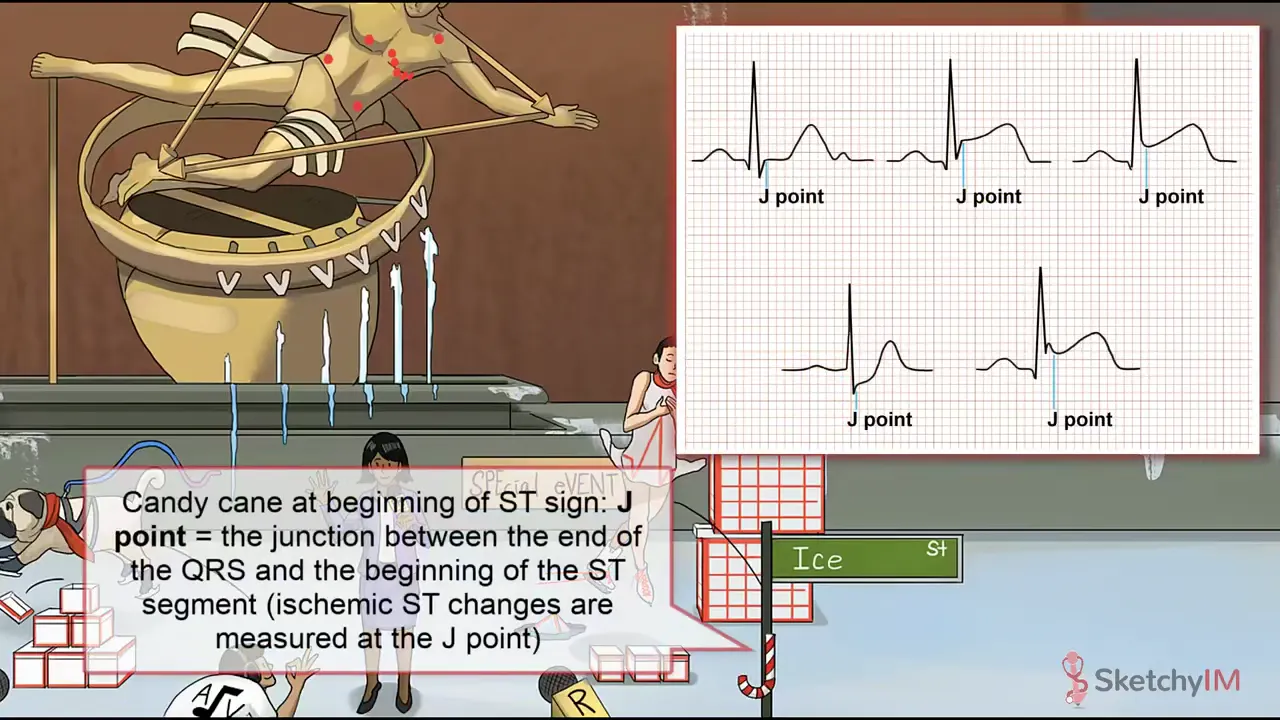 J point
J point
J point
J point
J point
V
V
V
V
V
V
SPEcial eVENT
Candy cane at beginning of ST sign: J
point = the junction between the end of
the QRS and the beginning of the ST
segment (ischemic ST changes are
measured at the J point)
Ice St
R
SketchyIM